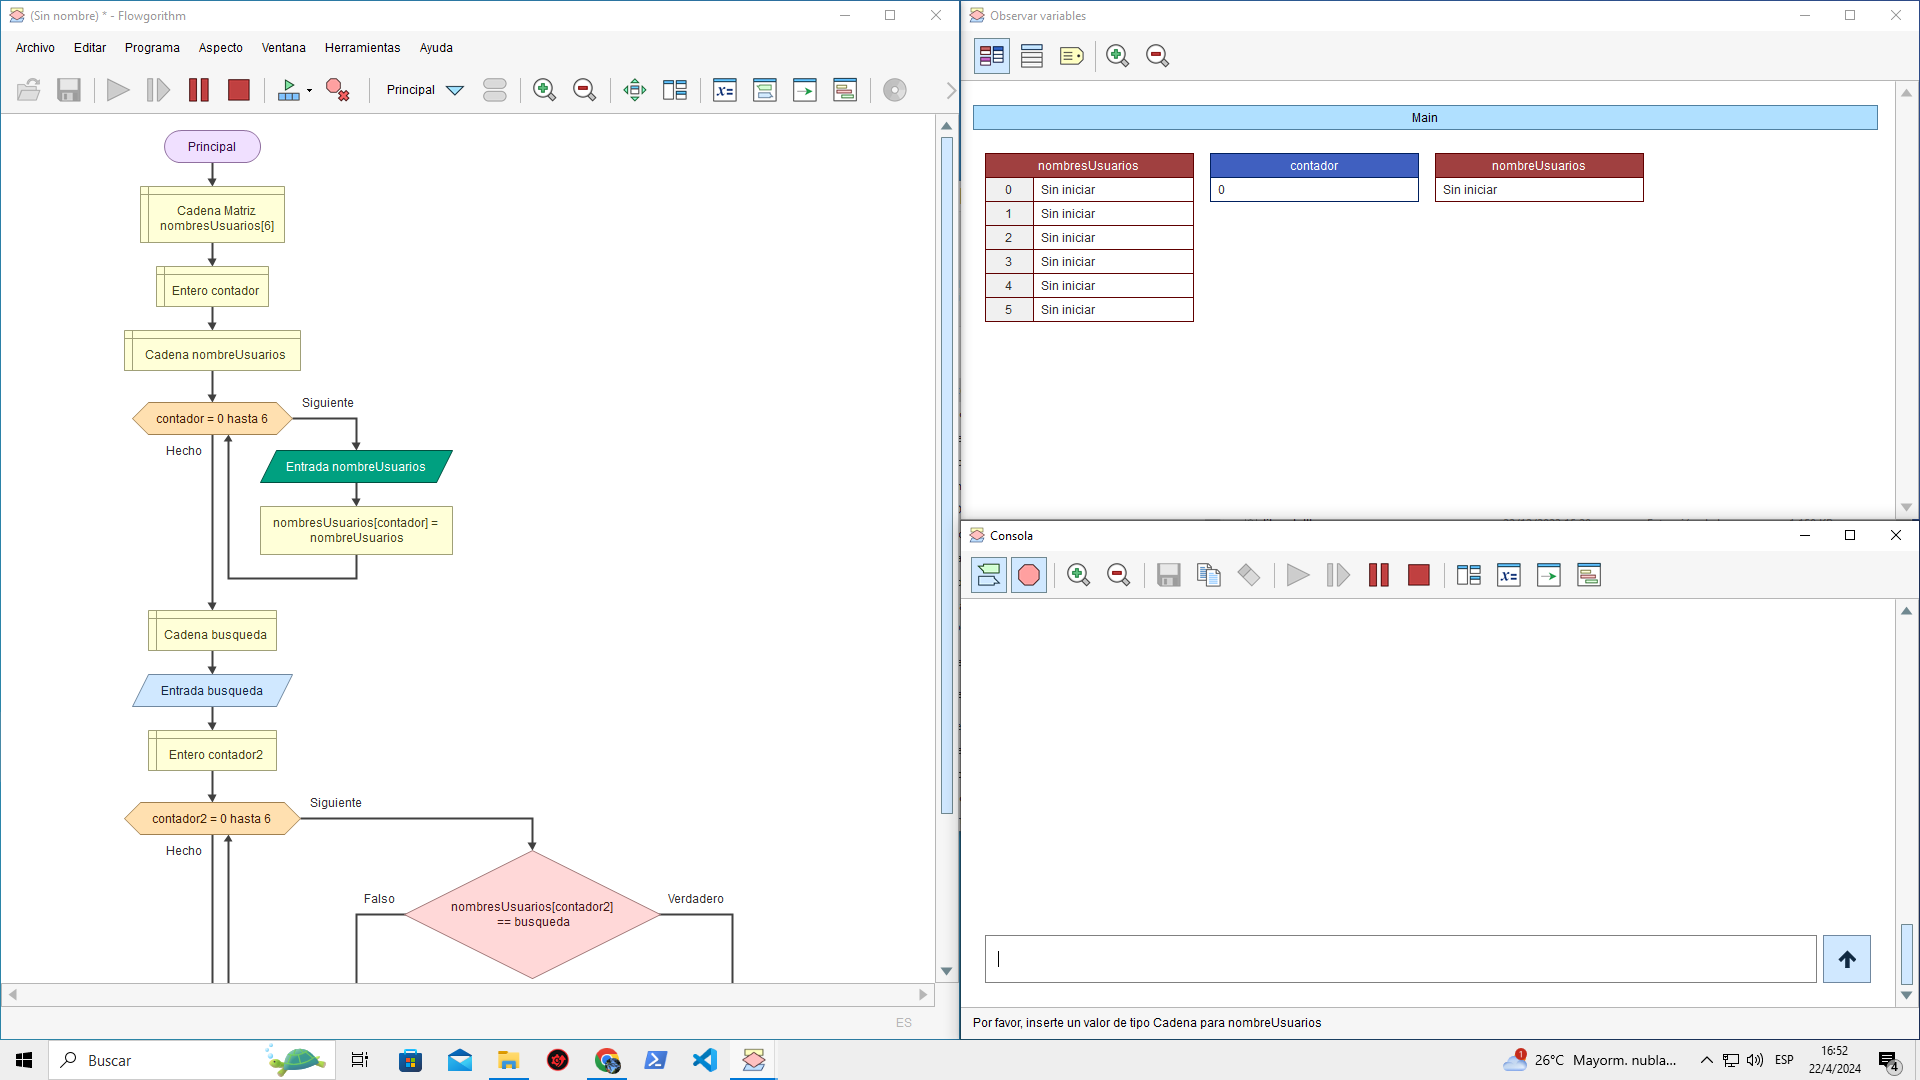 (Sin nombre) * - Flowgorithm
Archivo Editar Programa Aspecto Ventana Herramientas Ayuda
Principal
Principal
Cadena Matriz
nombresUsuarios[6]
Entero contador
Cadena nombreUsuarios
contador = 0 hasta 6
Siguiente
Hecho
Entrada nombreUsuarios
nombresUsuarios[contador] =
nombreUsuarios
Cadena busqueda
Entrada busqueda
Entero contador2
contador2 = 0 hasta 6
Siguiente
Hecho
Falso
nombresUsuarios[contador2]
== busqueda
Verdadero
ES
Observar variables
Main
nombresUsuarios
0 Sin iniciar
1 Sin iniciar
2 Sin iniciar
3 Sin iniciar
4 Sin iniciar
5 Sin iniciar
contador
0
nombreUsuarios
Sin iniciar
Consola
Por favor, inserte un valor de tipo Cadena para nombreUsuarios
Buscar
1
26°C Mayorm. nubla...
ESP
16:52
22/4/2024
4